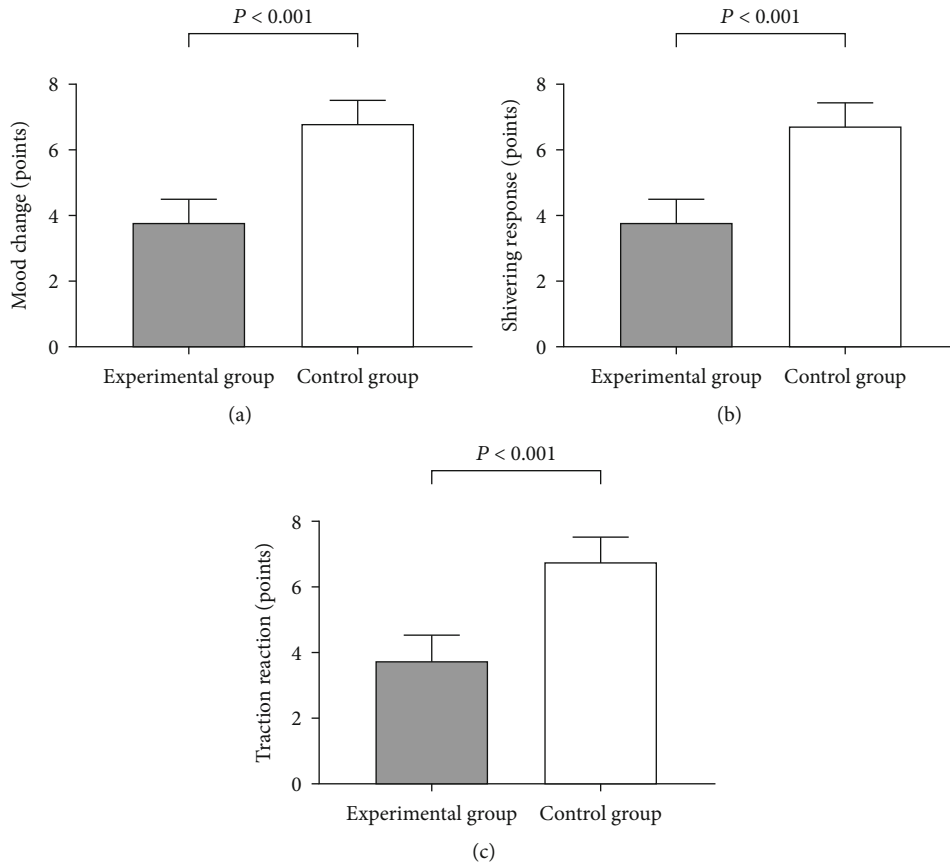 P < 0.001
Mood change (points)
8
6
4
2
0
Experimental group
Control group
(a)
P < 0.001
Shivering response (points)
8
6
4
2
0
Experimental group
Control group
(b)
P < 0.001
Traction reaction (points)
8
6
4
2
0
Experimental group
Control group
(c)